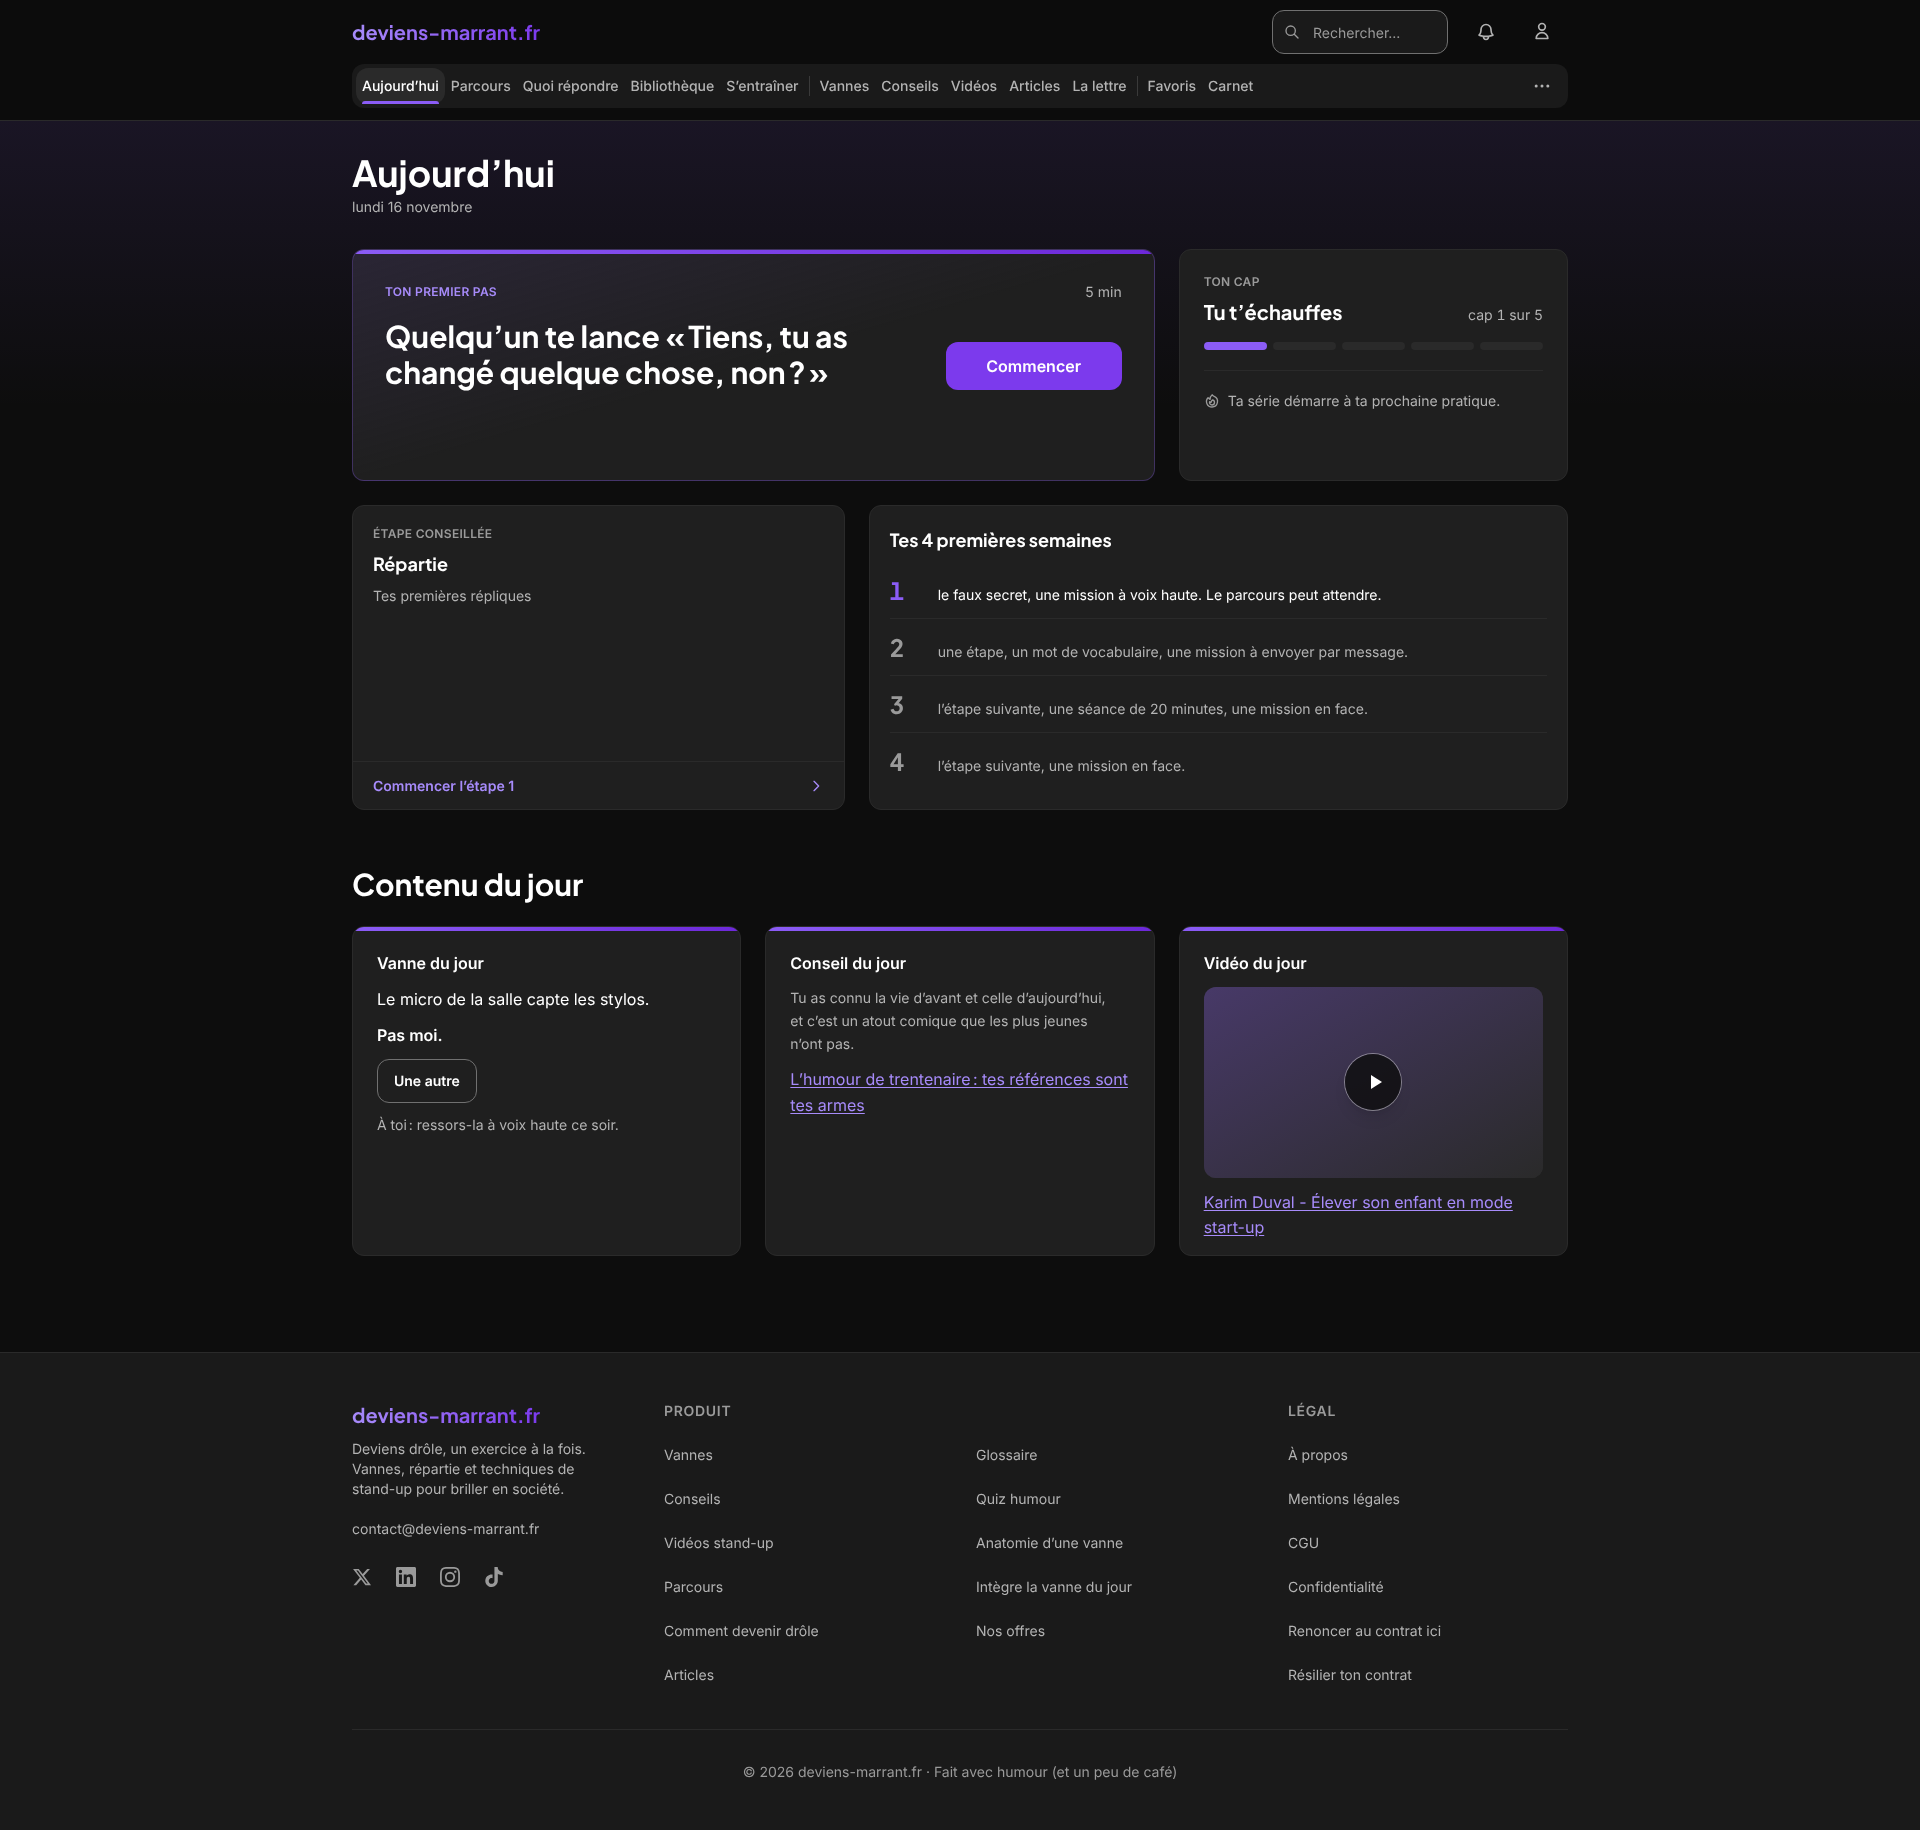 deviens-marrant.fr
Rechercher...
Aujourd’hui Parcours Quoi répondre Bibliothèque S’entraîner Vannes Conseils Vidéos Articles La lettre Favoris Carnet
Aujourd’hui
lundi 16 novembre
TON PREMIER PAS
5 min
Quelqu’un te lance « Tiens, tu as
changé quelque chose, non ? »
Commencer
TON CAP
Tu t’échauffes
cap 1 sur 5
Ta série démarre à ta prochaine pratique.
ÉTAPE CONSEILLÉE
Répartie
Tes premières répliques
Commencer l’étape 1
Tes 4 premières semaines
1 le faux secret, une mission à voix haute. Le parcours peut attendre.
2 une étape, un mot de vocabulaire, une mission à envoyer par message.
3 l’étape suivante, une séance de 20 minutes, une mission en face.
4 l’étape suivante, une mission en face.
Contenu du jour
Vanne du jour
Le micro de la salle capte les stylos.
Pas moi.
Une autre
À toi : ressors-la à voix haute ce soir.
Conseil du jour
Tu as connu la vie d’avant et celle d’aujourd’hui,
et c’est un atout comique que les plus jeunes
n’ont pas.
L’humour de trentenaire : tes références sont
tes armes
Vidéo du jour
Karim Duval - Élever son enfant en mode
start-up
deviens-marrant.fr
Deviens drôle, un exercice à la fois.
Vannes, répartie et techniques de
stand-up pour briller en société.
contact@deviens-marrant.fr
PRODUIT
Vannes
Conseils
Vidéos stand-up
Parcours
Comment devenir drôle
Articles
Glossaire
Quiz humour
Anatomie d’une vanne
Intègre la vanne du jour
Nos offres
LÉGAL
À propos
Mentions légales
CGU
Confidentialité
Renoncer au contrat ici
Résilier ton contrat
© 2026 deviens-marrant.fr · Fait avec humour (et un peu de café)